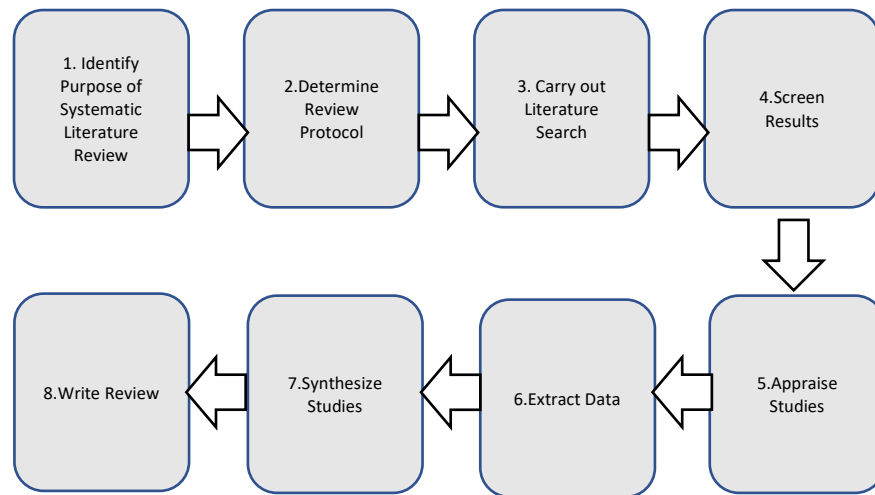 1. Identify
Purpose of
Systematic
Literature
Review
2.Determine
Review
Protocol
3. Carry out
Literature
Search
4.Screen
Results
5.Appraise
Studies
6.Extract Data
7.Synthesize
Studies
8.Write Review